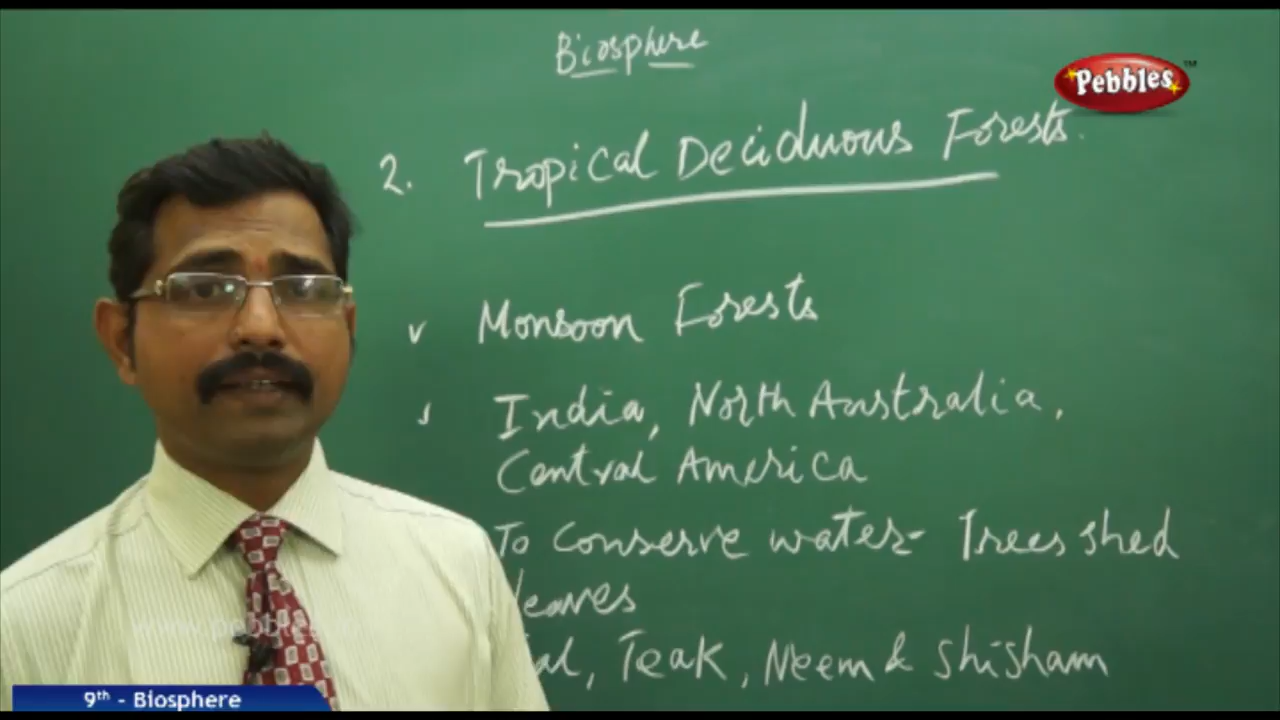 Biosphere
Pebbles™
2. Tropical Deciduous Forests.
Monsoon Forests
India, North Australia,
Central America
To Conserve water - Trees shed
leaves
Teak, Neem & Shisham
9th - Biosphere